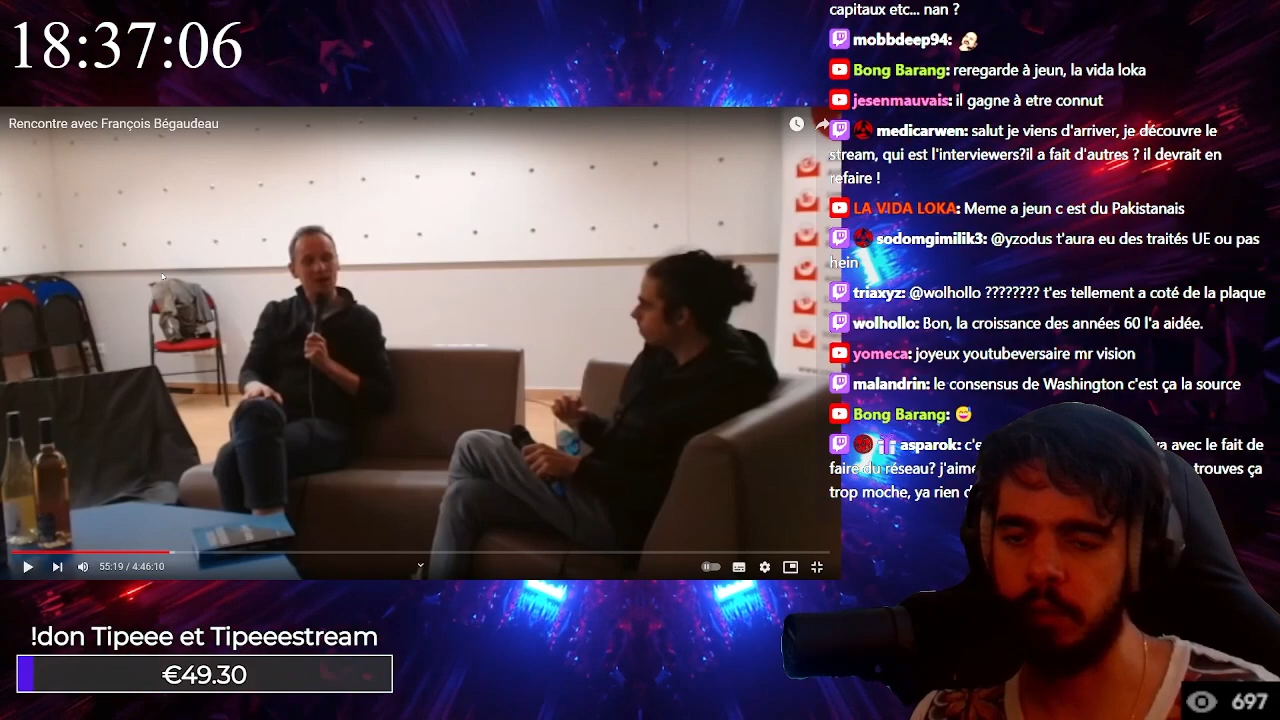 18:37:06
Rencontre avec François Bégaudeau
55:19 / 4:46:10
!don Tipeee et Tipeeestream
€49.30
capitaux etc... nan ?
mobbdeep94:
Bong Barang: reregarde à jeun, la vida loka
jesenmauvais: il gagne à etre connut
medicarwen: salut je viens d'arriver, je découvre le
stream, qui est l'interviewers?il a fait d'autres ? il devrait en
refaire !
LA VIDA LOKA: Meme a jeun c est du Pakistanais
sodomgimilik3: @yzodus t'aura eu des traités UE ou pas
hein
triaxyz: @wolhollo ???????? t'es tellement a coté de la plaque
wolhollo: Bon, la croissance des années 60 l'a aidée.
yomeca: joyeux youtubeversaire mr vision
malandrin: le consensus de Washington c'est ça la source
Bong Barang: 😅
asparok: avec le fait de
faire du réseau? j'aime trouves ça
trop moche, ya rien
697